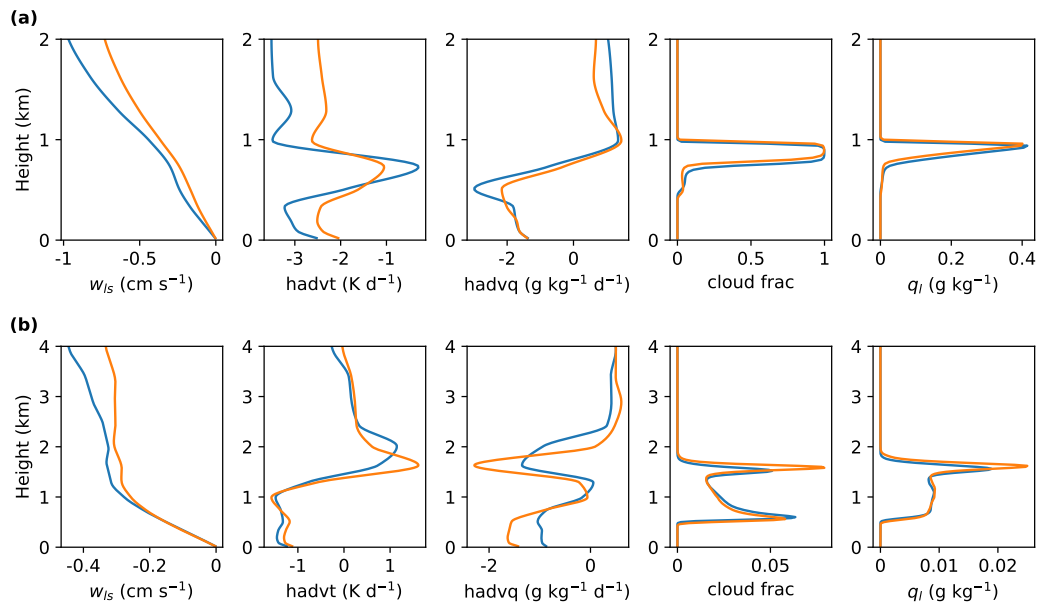 (a)
2
1
0
Height (km)
-1 -0.5 0
w_ls (cm s⁻¹)
2
1
0
-3 -2 -1
hadvt (K d⁻¹)
2
1
0
-2 0
hadvq (g kg⁻¹ d⁻¹)
2
1
0
0 1
cloud frac
2
1
0
0 0.2 0.4
q_l (g kg⁻¹)
(b)
4
3
2
1
0
Height (km)
-0.4 -0.2 0
w_ls (cm s⁻¹)
4
3
2
1
0
-1 0 1
hadvt (K d⁻¹)
4
3
2
1
0
-2 0
hadvq (g kg⁻¹ d⁻¹)
4
3
2
1
0
0 0.05
cloud frac
4
3
2
1
0
0 0.01 0.02
q_l (g kg⁻¹)